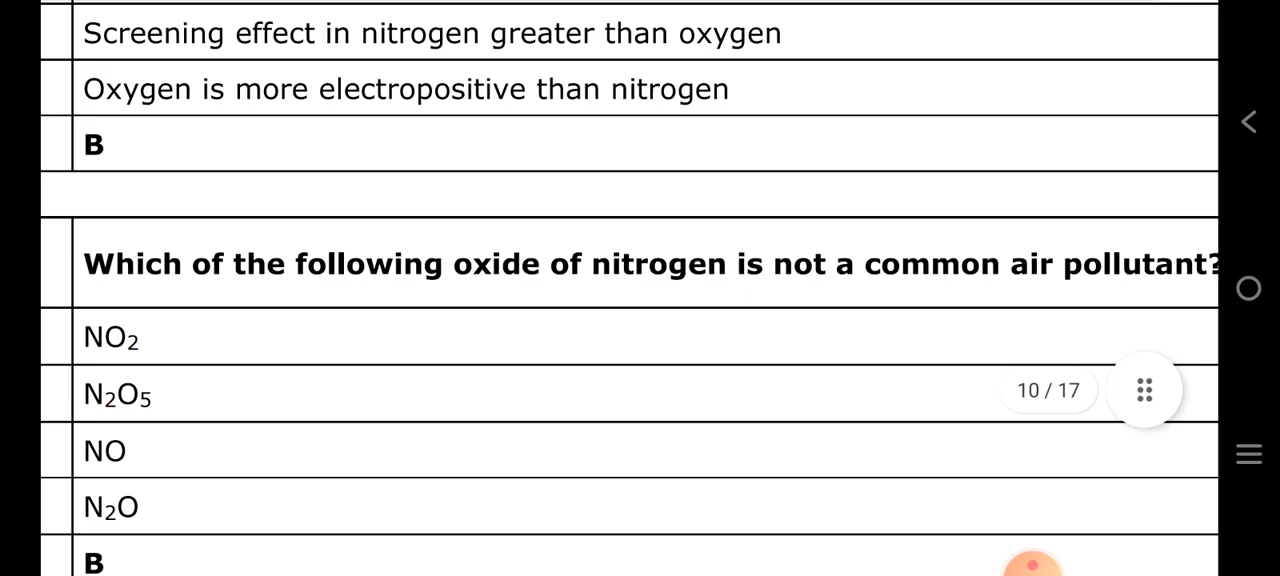 Screening effect in nitrogen greater than oxygen
Oxygen is more electropositive than nitrogen
B
Which of the following oxide of nitrogen is not a common air pollutant?
NO2
N2O5
10 / 17
NO
N2O
B